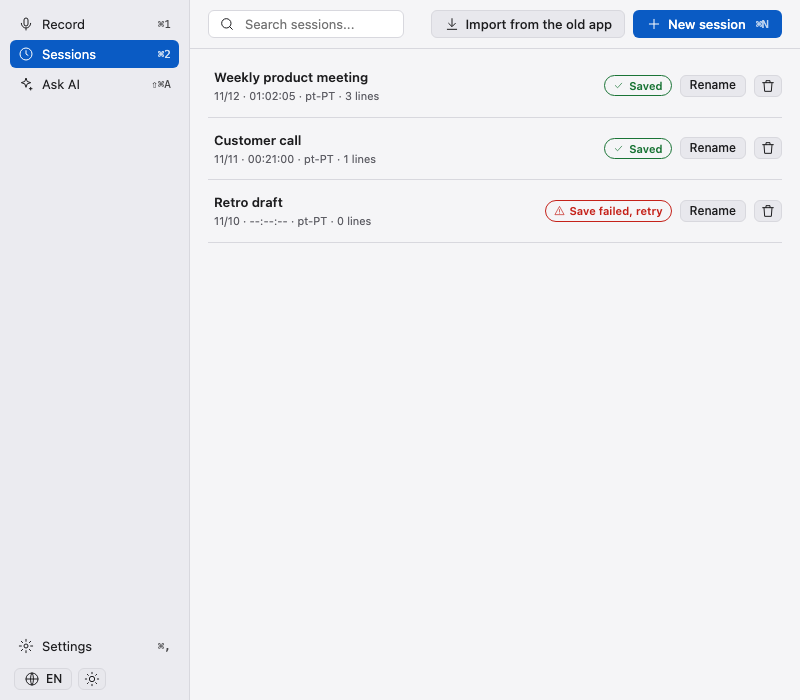 Record ⌘1
Sessions ⌘2
Ask AI ⇧⌘A
Settings ⌘,
EN
Search sessions...
Import from the old app
New session ⌘N
Weekly product meeting
11/12 · 01:02:05 · pt-PT · 3 lines
Saved
Rename
Customer call
11/11 · 00:21:00 · pt-PT · 1 lines
Saved
Rename
Retro draft
11/10 · --:--:-- · pt-PT · 0 lines
Save failed, retry
Rename